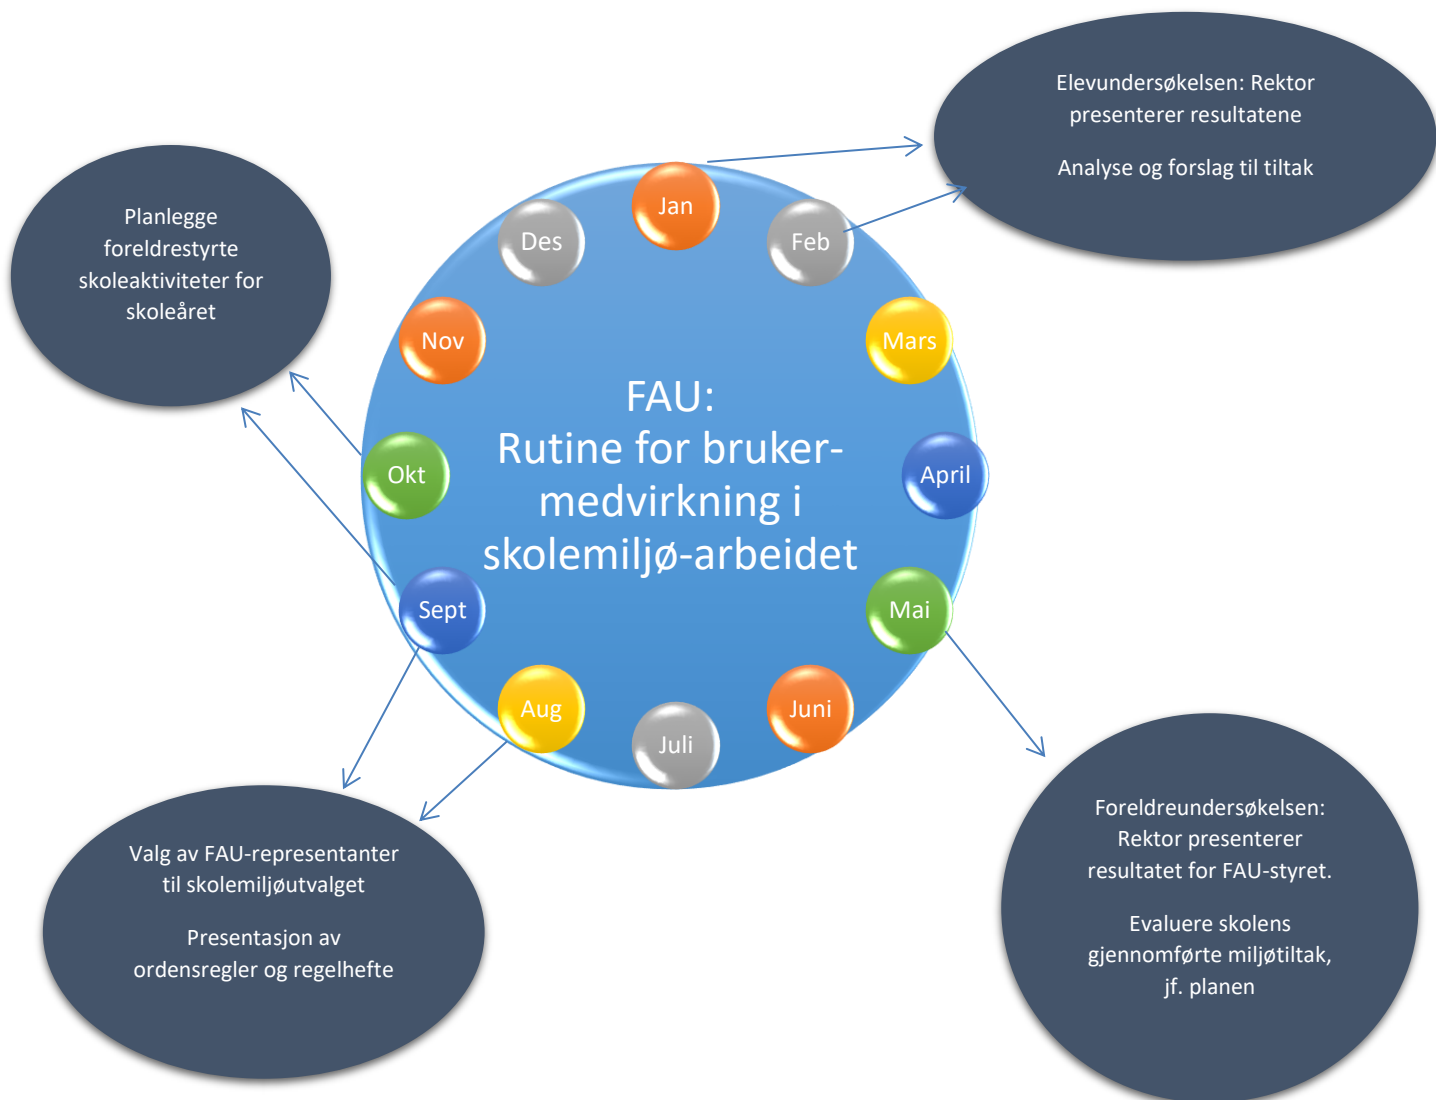 Elevundersøkelsen: Rektor
presenterer resultatene
Analyse og forslag til tiltak
Planlegge
foreldrestyrte
skoleaktiviteter for
skoleåret
Jan
Feb
Mars
April
Mai
Juni
Juli
Aug
Sept
Okt
Nov
Des
FAU:
Rutine for bruker-
medvirkning i
skolemiljø-arbeidet
Valg av FAU-representanter
til skolemiljøutvalget
Presentasjon av
ordensregler og regelhefte
Foreldreundersøkelsen:
Rektor presenterer
resultatet for FAU-styret.
Evaluere skolens
gjennomførte miljøtiltak,
jf. planen